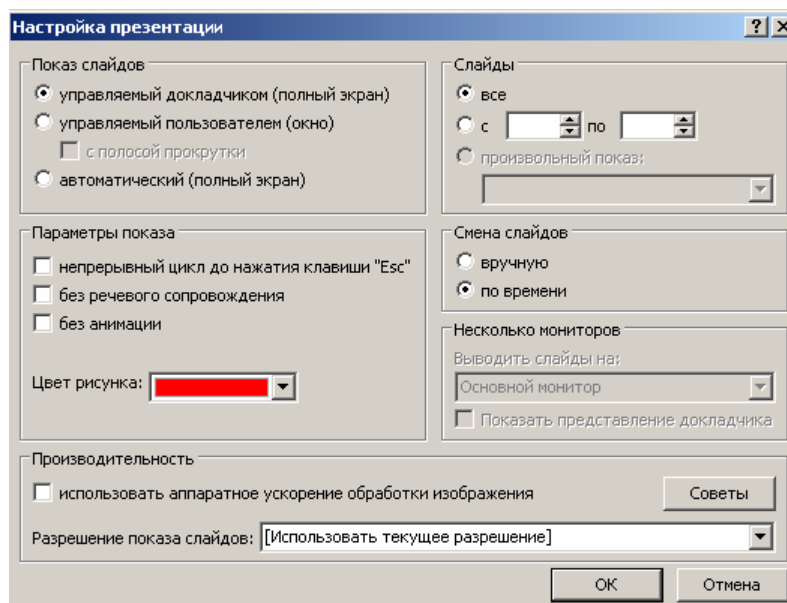 Настройка презентации
Показ слайдов
управляемый докладчиком (полный экран)
управляемый пользователем (окно)
с полосой прокрутки
автоматический (полный экран)
Слайды
все
с по
произвольный показ:
Параметры показа
непрерывный цикл до нажатия клавиши "Esc"
без речевого сопровождения
без анимации
Цвет рисунка:
Смена слайдов
вручную
по времени
Несколько мониторов
Выводить слайды на:
Основной монитор
Показать представление докладчика
Производительность
использовать аппаратное ускорение обработки изображения
Советы
Разрешение показа слайдов: [Использовать текущее разрешение]
ОК Отмена